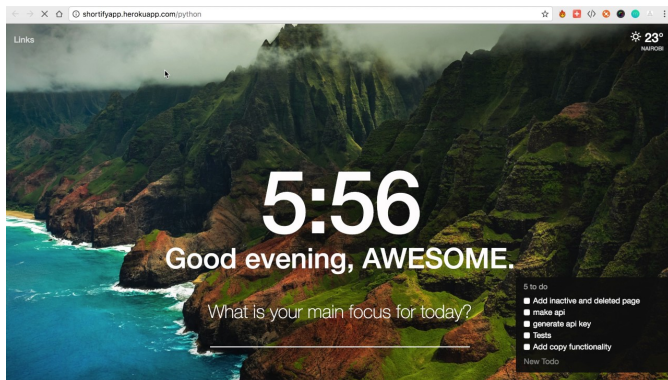 shortifyapp.herokuapp.com/python
Links
23°
NAIROBI
5:56
Good evening, AWESOME.
What is your main focus for today?
5 to do
Add inactive and deleted page
make api
generate api key
Tests
Add copy functionality
New Todo